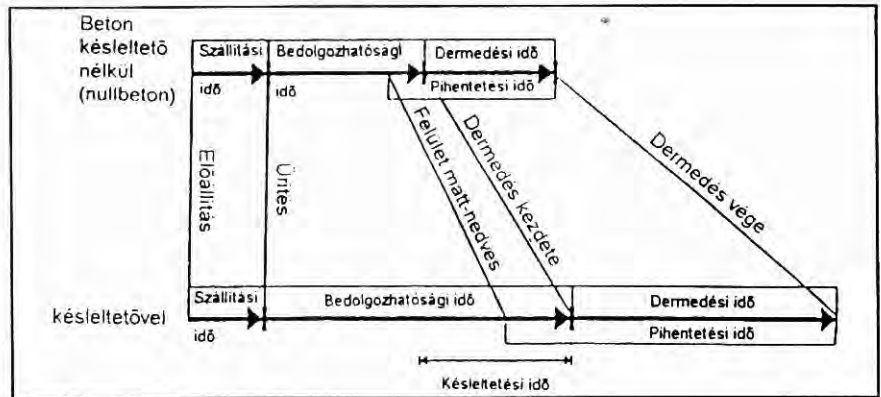 Beton
késleltető
nélkül
(nullbeton)
Szállítási
idő
Bedolgozhatósági
idő
Dermedési idő
Pihentetési idő
Előállítás
Ürítés
Felület matt-nedves
Dermedés kezdete
Dermedés vége
késleltetővel
Szállítási
idő
Bedolgozhatósági idő
Dermedési idő
Pihentetési idő
Késleltetési idő